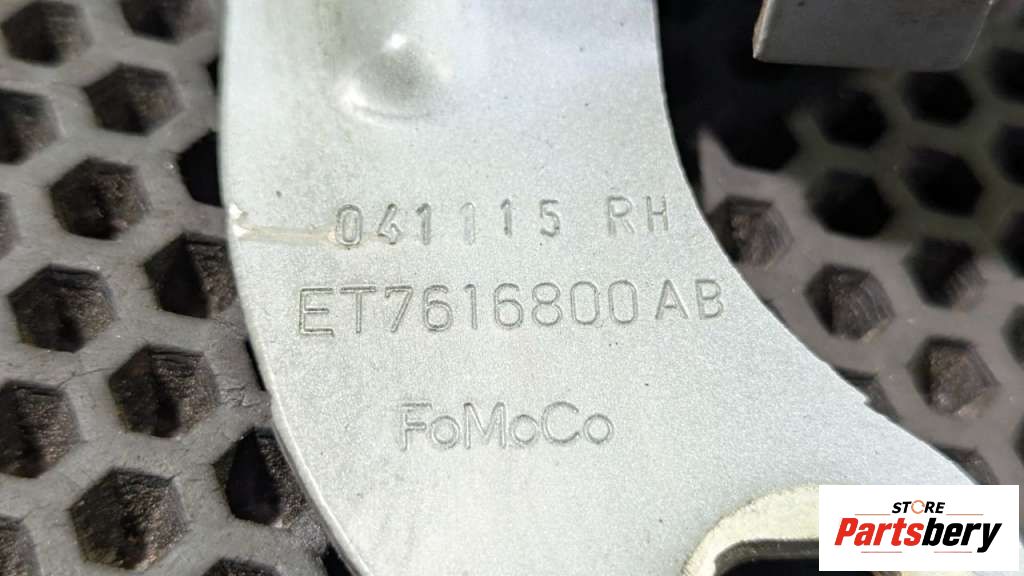 041115 RH
ET7616800AB
FoMoCo
STORE
Partsbery